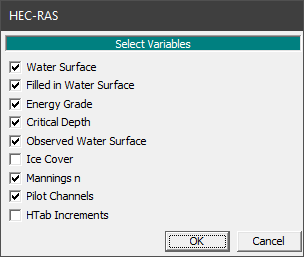 HEC-RAS
Select Variables
Water Surface
Filled in Water Surface
Energy Grade
Critical Depth
Observed Water Surface
Ice Cover
Mannings n
Pilot Channels
HTab Increments
OK Cancel